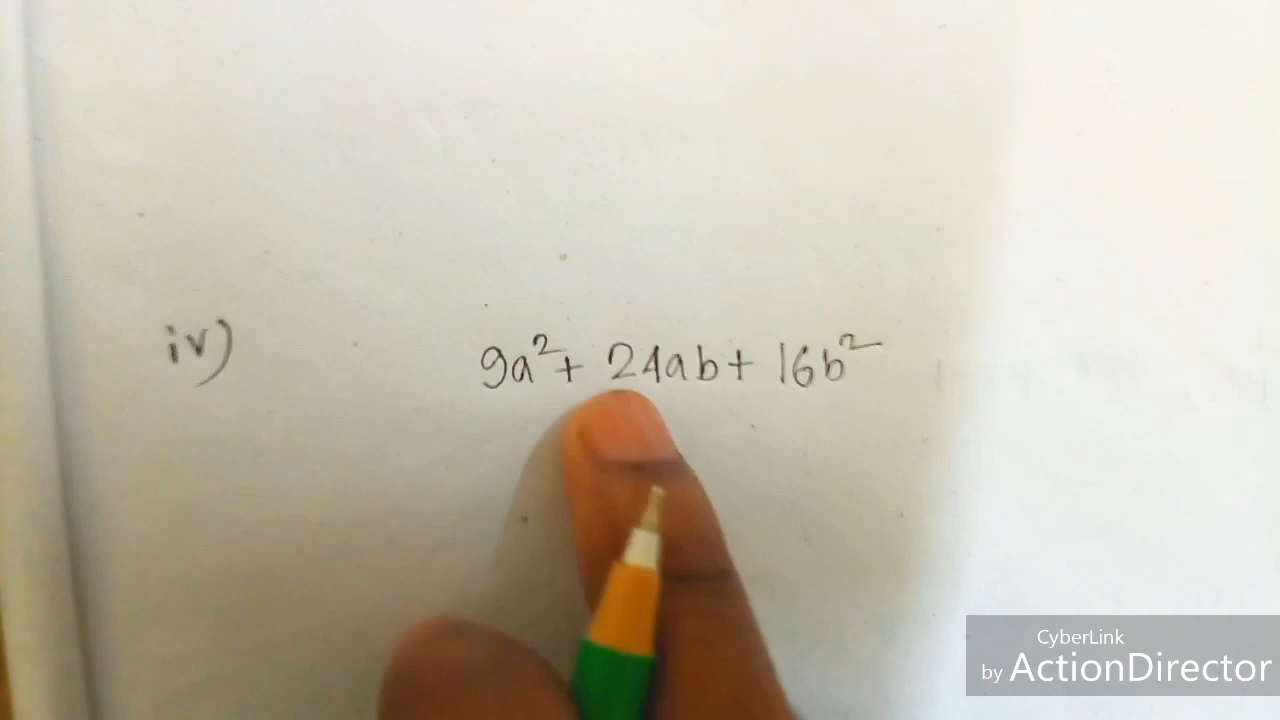 iv) 9a²+ 24ab+ 16b²
CyberLink
by ActionDirector